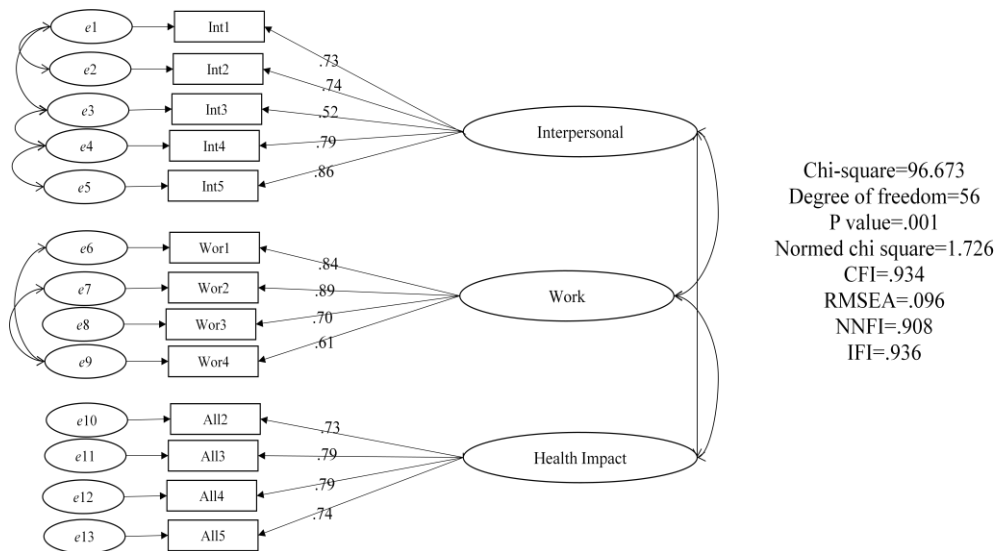 e1 Int1
.73
e2 Int2
.74
e3 Int3
.52
Interpersonal
e4 Int4
.79
e5 Int5
.86
e6 Wor1
.84
e7 Wor2
.89
Work
e8 Wor3
.70
e9 Wor4
.61
e10 All2
.73
e11 All3
.79
Health Impact
e12 All4
.79
e13 All5
.74
Chi-square=96.673
Degree of freedom=56
P value=.001
Normed chi square=1.726
CFI=.934
RMSEA=.096
NNFI=.908
IFI=.936